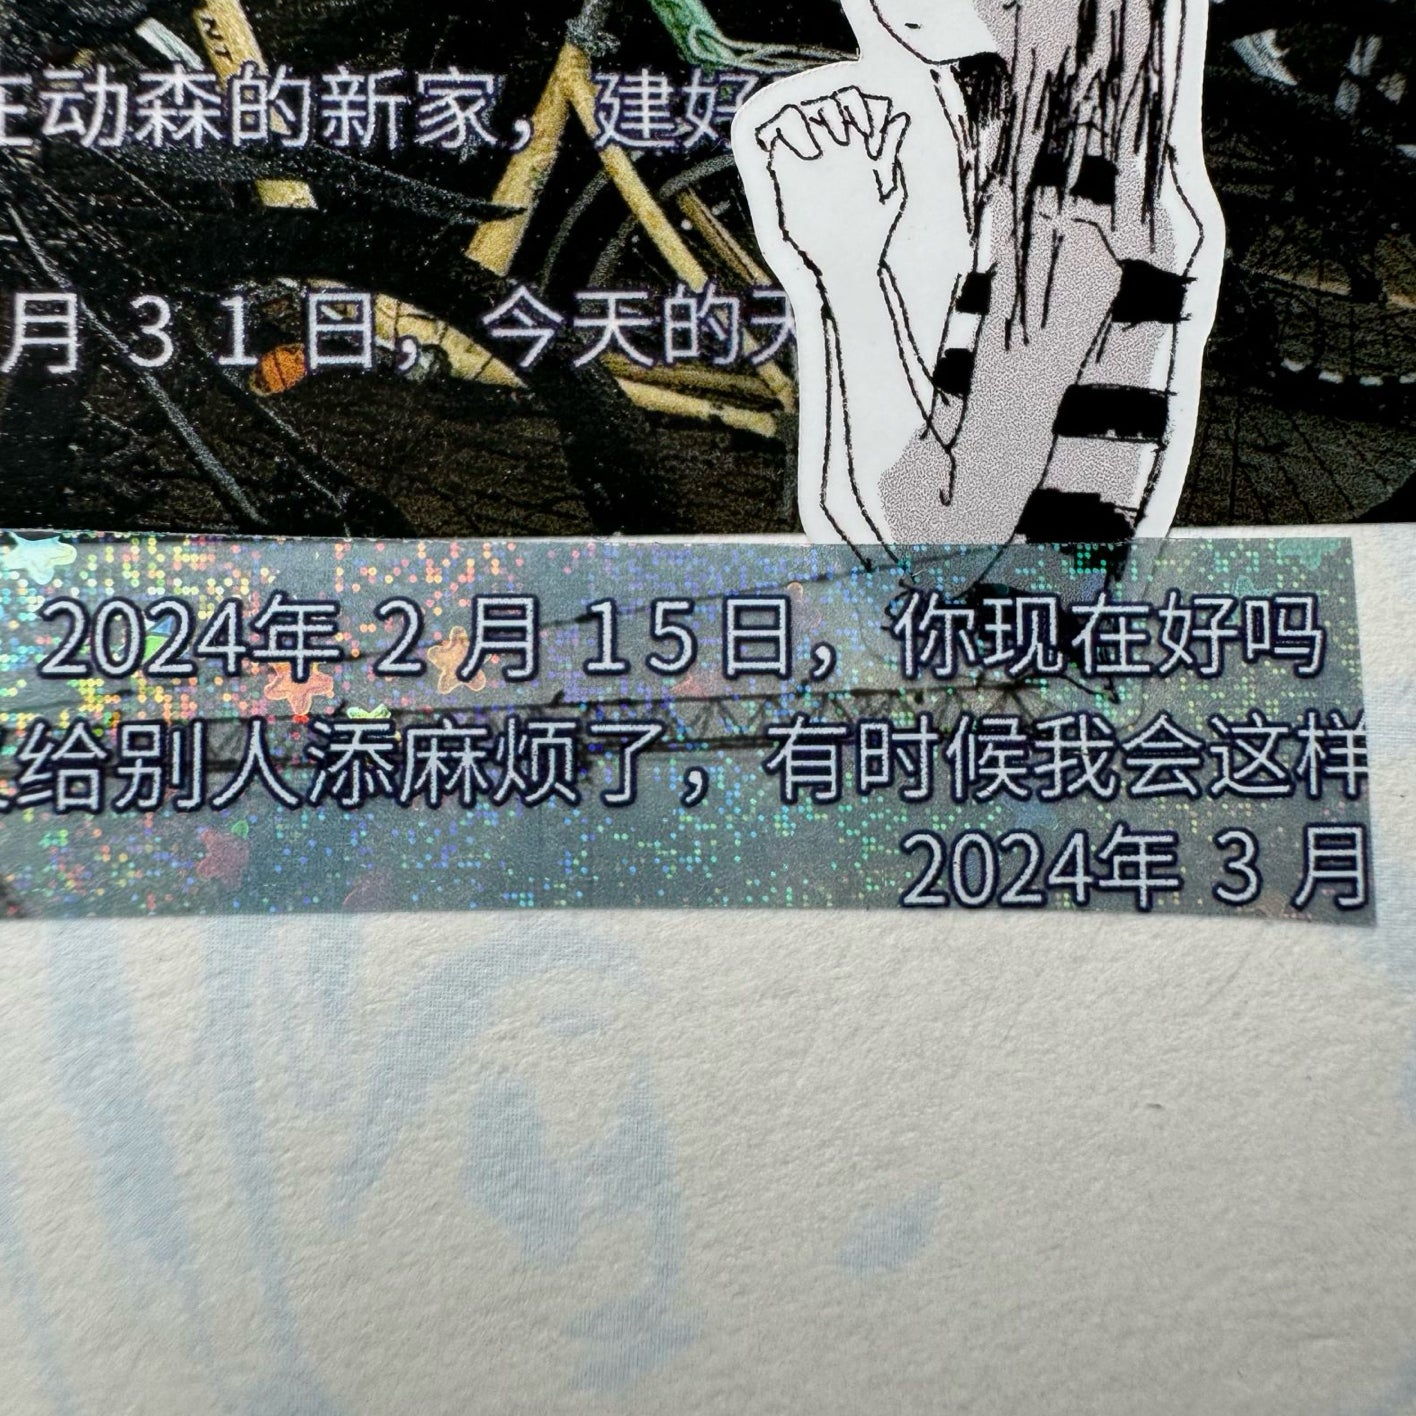 在动森的新家，建好
月31日，今天的天
2024年2月15日，你现在好吗
给别人添麻烦了，有时候我会这样
2024年3月